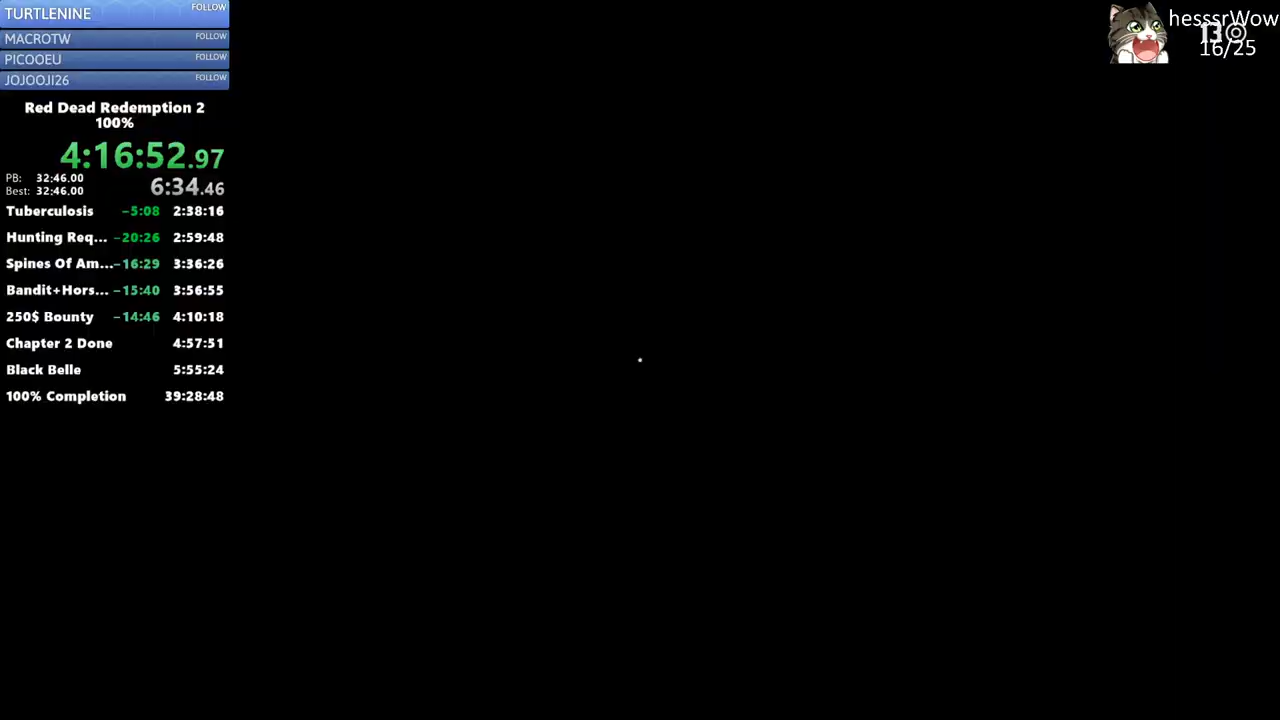 TURTLENINE FOLLOW
MACROTW FOLLOW
PICOOEU FOLLOW
JOJOOJI26 FOLLOW
hesssrWow
13
16/25
Red Dead Redemption 2
100%
4:16:52.97
PB: 32:46.00
Best: 32:46.00
6:34.46
Tuberculosis -5:08 2:38:16
Hunting Req... -20:26 2:59:48
Spines Of Am... -16:29 3:36:26
Bandit+Hors... -15:40 3:56:55
250$ Bounty -14:46 4:10:18
Chapter 2 Done 4:57:51
Black Belle 5:55:24
100% Completion 39:28:48